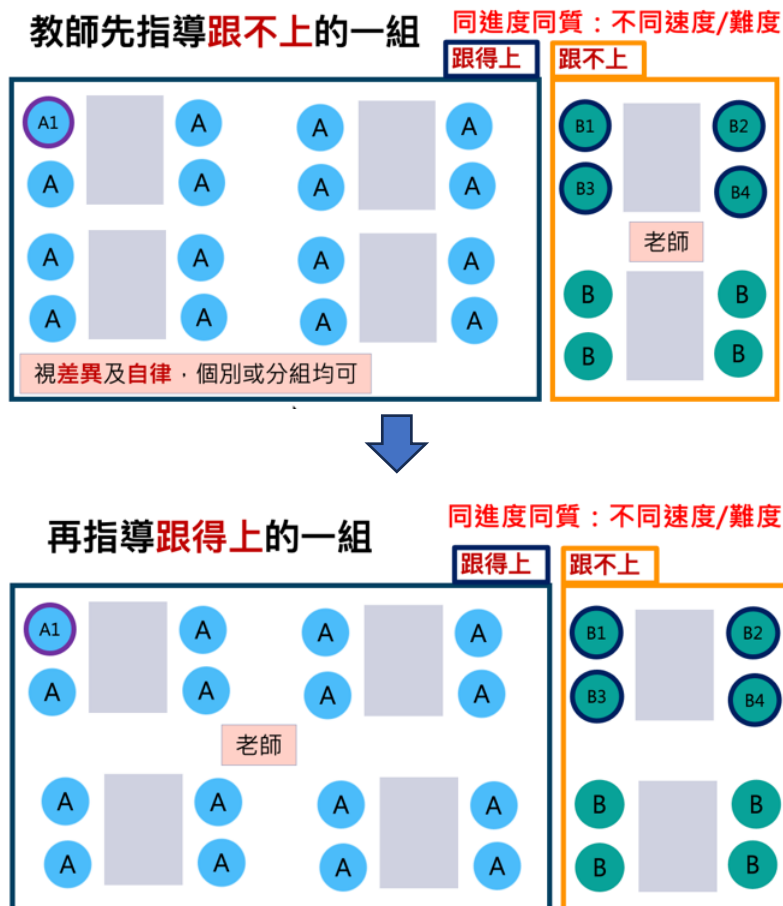 教師先指導跟不上的一組
同進度同質：不同速度/難度
跟得上
跟不上
A1 A A A
B1 B2
A A A A
B3 B4
老師
A A A A
B B
A A A A
B B
視差異及自律，個別或分組均可
再指導跟得上的一組
同進度同質：不同速度/難度
跟得上
跟不上
A1 A A A
B1 B2
A A A A
B3 B4
老師
A A A A
B B
A A A A
B B